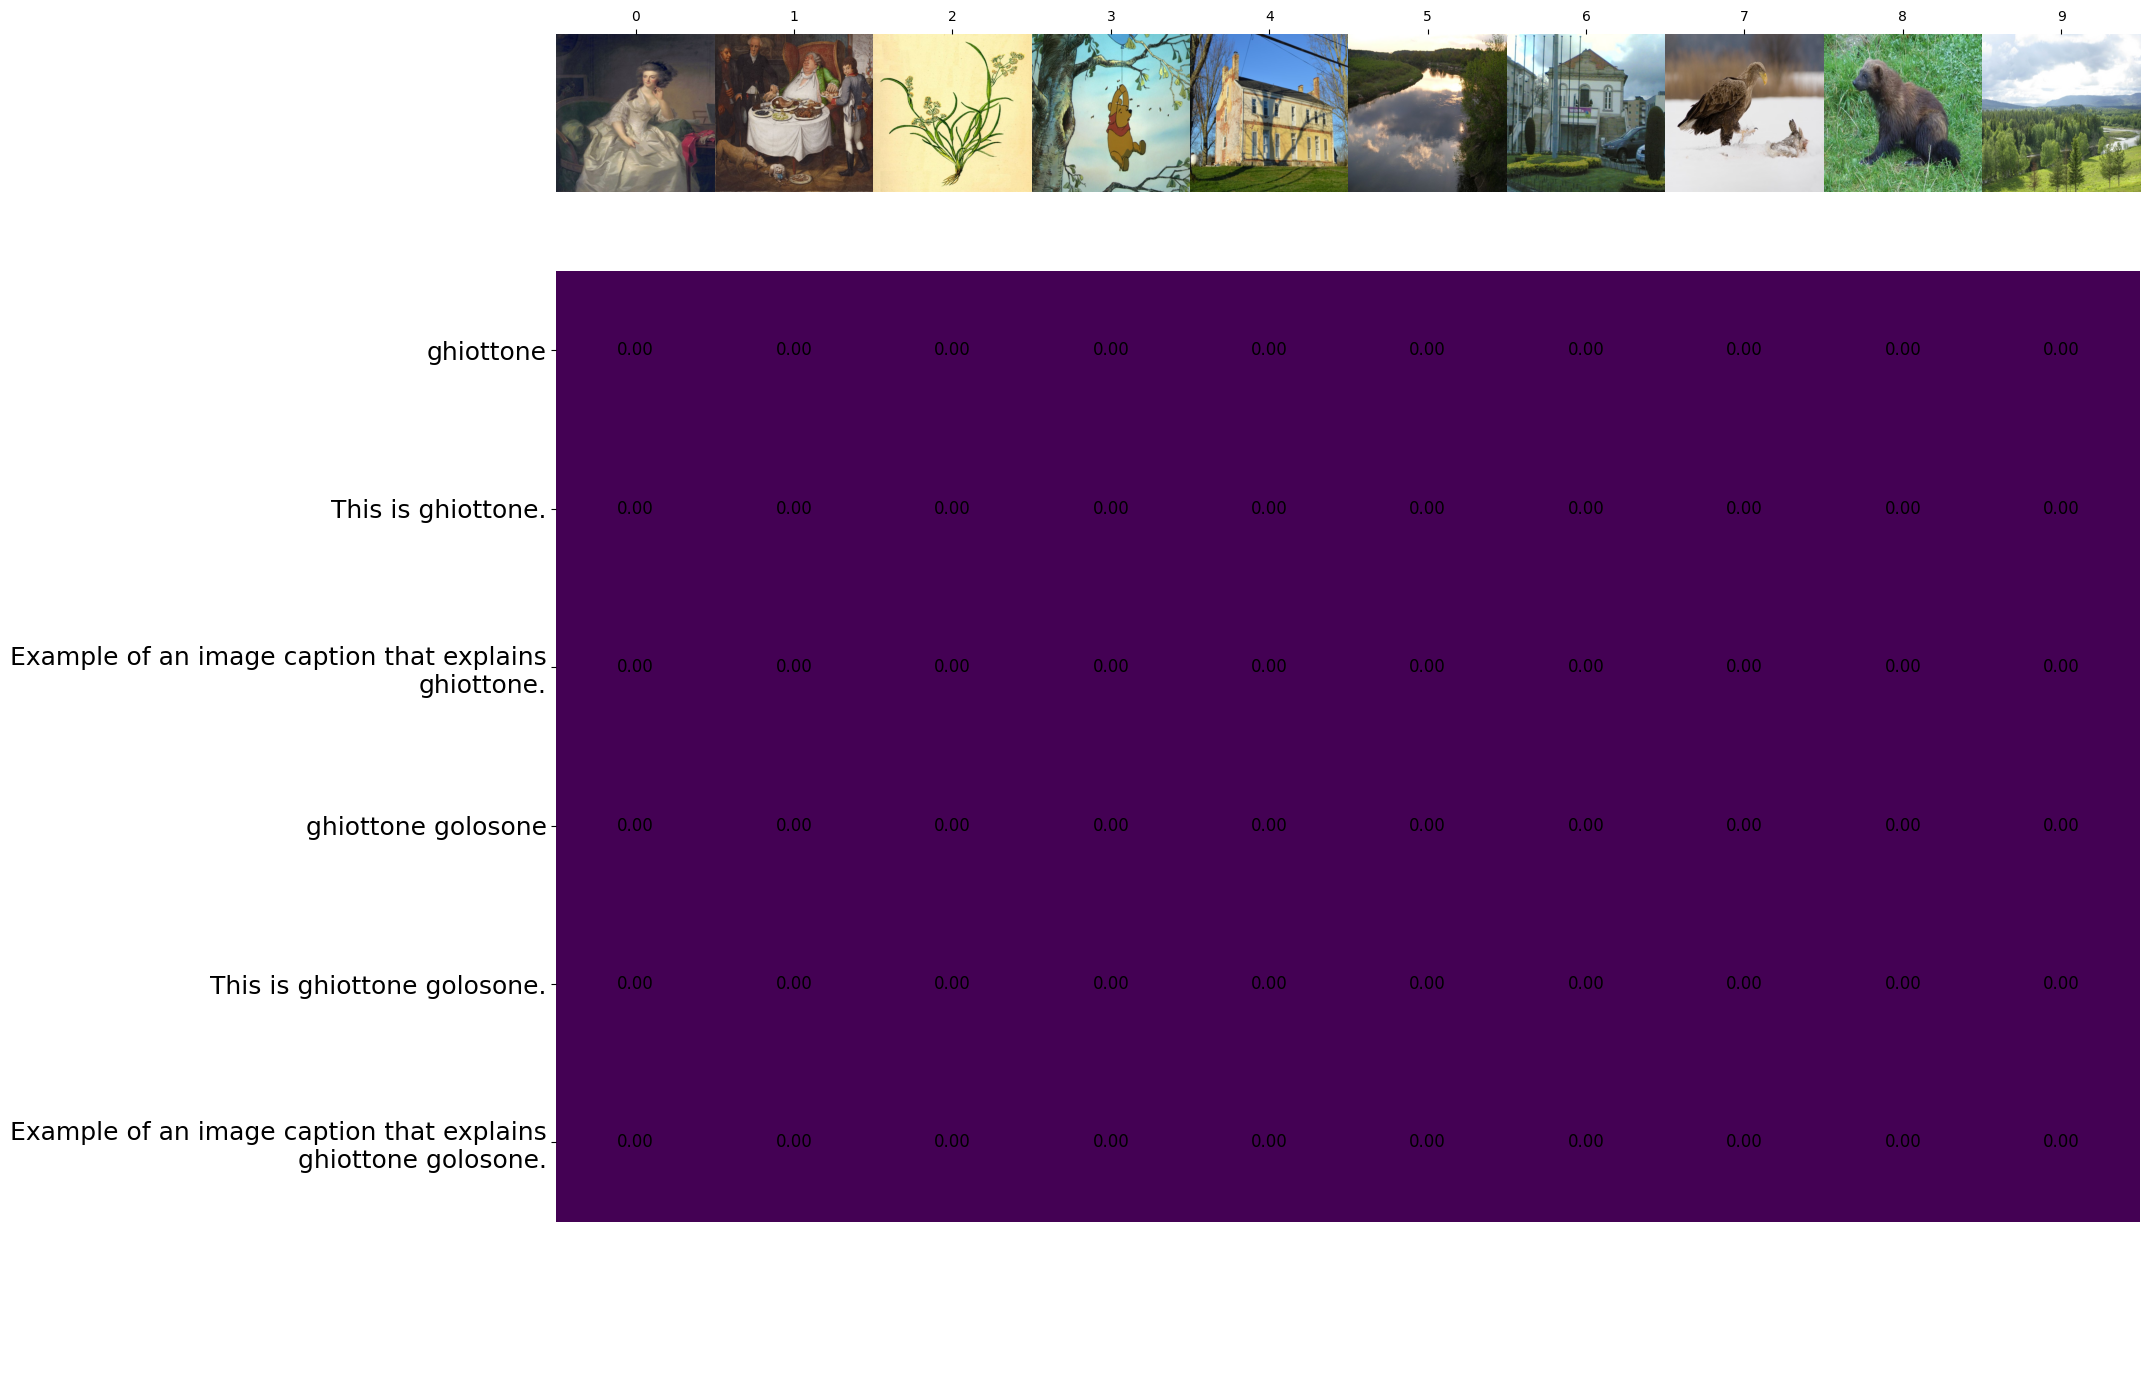 0 1 2 3 4 5 6 7 8 9
ghiottone 0.00 0.00 0.00 0.00 0.00 0.00 0.00 0.00 0.00 0.00
This is ghiottone. 0.00 0.00 0.00 0.00 0.00 0.00 0.00 0.00 0.00 0.00
Example of an image caption that explains
ghiottone. 0.00 0.00 0.00 0.00 0.00 0.00 0.00 0.00 0.00 0.00
ghiottone golosone 0.00 0.00 0.00 0.00 0.00 0.00 0.00 0.00 0.00 0.00
This is ghiottone golosone. 0.00 0.00 0.00 0.00 0.00 0.00 0.00 0.00 0.00 0.00
Example of an image caption that explains
ghiottone golosone. 0.00 0.00 0.00 0.00 0.00 0.00 0.00 0.00 0.00 0.00